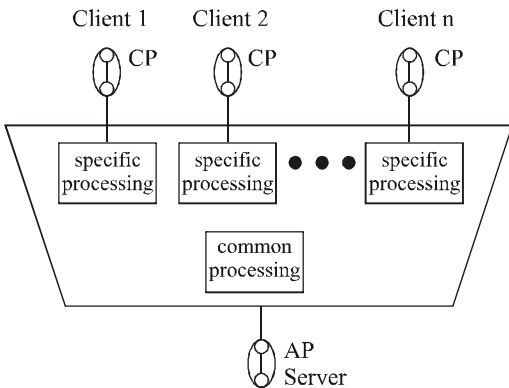 Client 1 Client 2 Client n
CP CP CP
specific processing
specific processing
specific processing
common processing
AP
Server